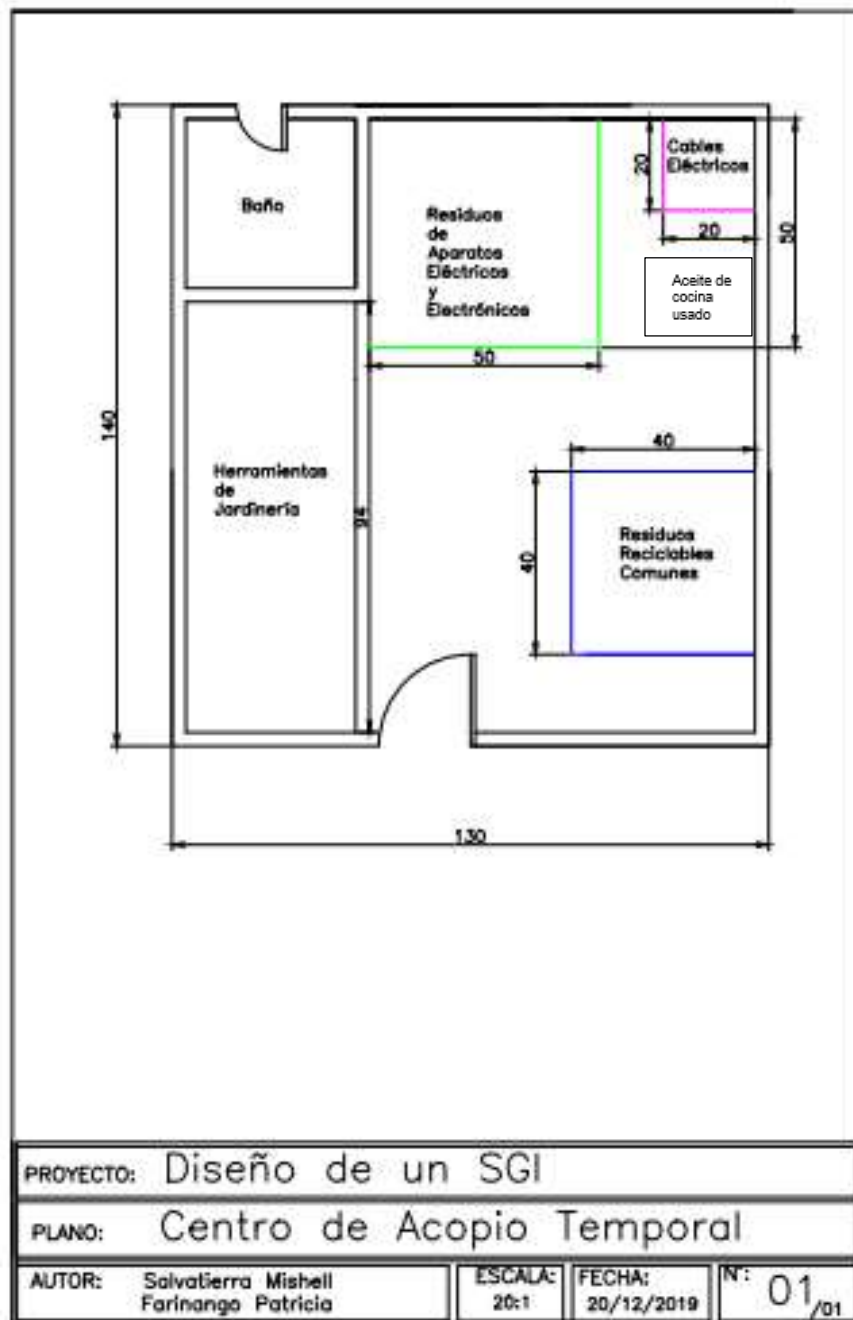 Baño
Residuos
de
Aparatos
Eléctricos
y
Electrónicos
Cables
Eléctricos
20
20
50
Aceite de
cocina
usado
50
140
94
Herramientas
de
Jardinería
40
40
Residuos
Reciclables
Comunes
130
PROYECTO: Diseño de un SGI
PLANO: Centro de Acopio Temporal
AUTOR: Salvatierra Mishell
Farinango Patricia
ESCALA:
20:1
FECHA:
20/12/2019
N°: 01/01